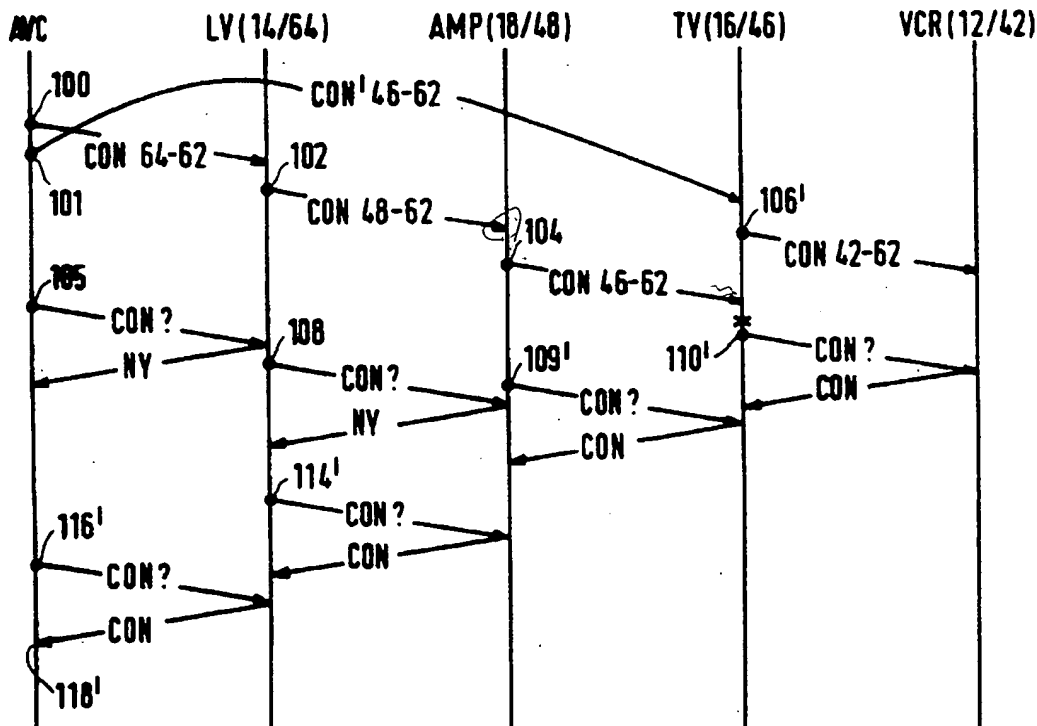 AVC LV(14/64) AMP(18/48) TV(16/46) VCR(12/42)
100
CON' 46-62
CON 64-62
101
102
CON 48-62
104
106'
CON 42-62
CON 46-62
105
CON?
NY
108
CON?
NY
109'
CON?
CON
110'
CON?
CON
114'
CON?
CON
116'
CON?
CON
118'